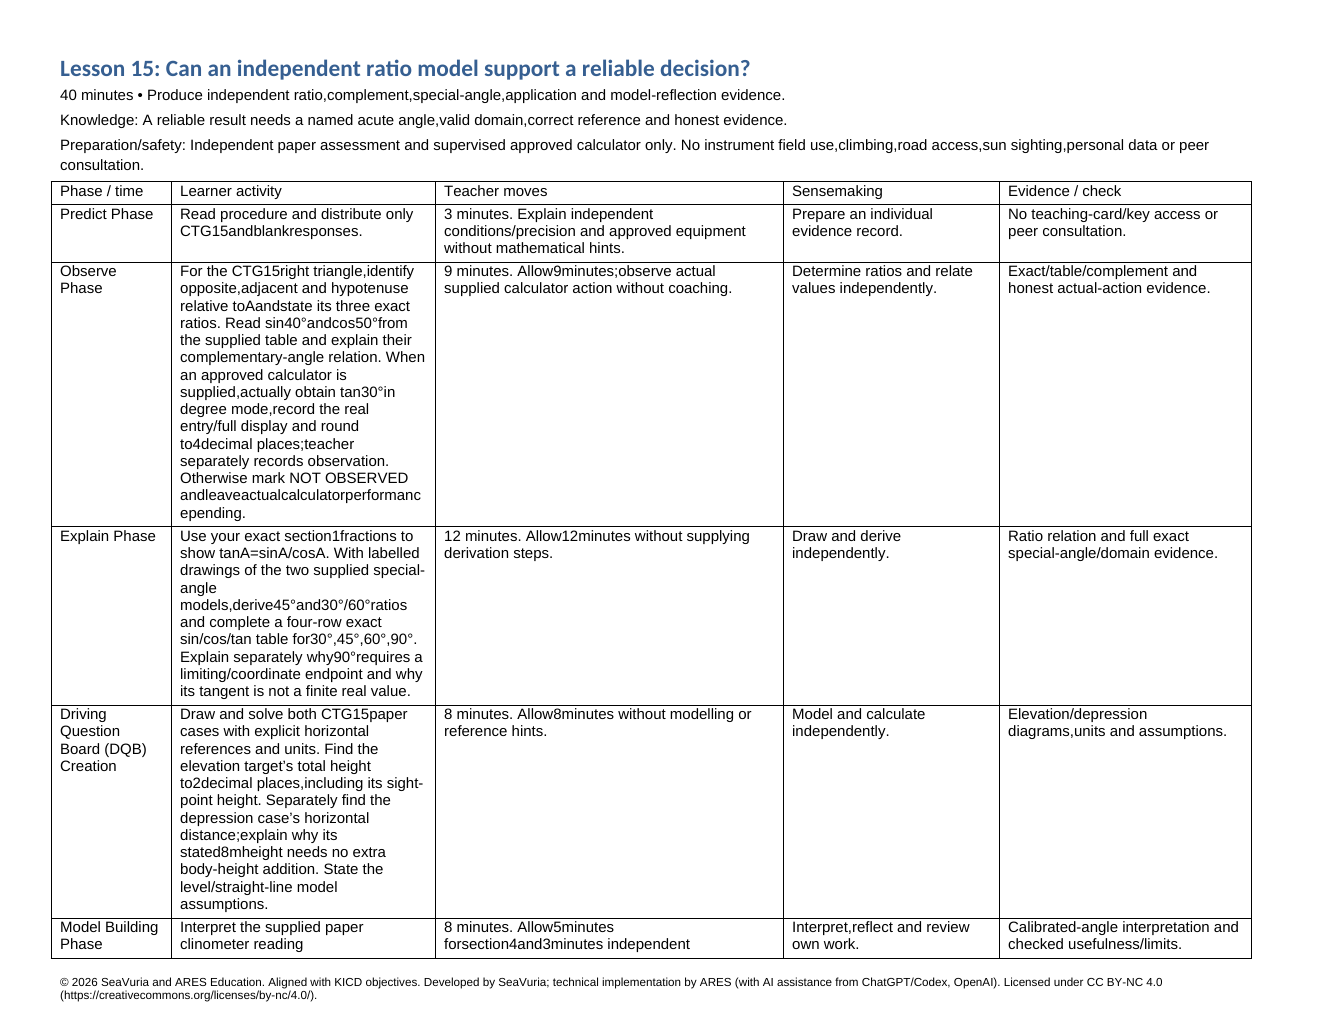 Lesson 15: Can an independent ratio model support a reliable decision?
40 minutes • Produce independent ratio,complement,special-angle,application and model-reflection evidence.
Knowledge: A reliable result needs a named acute angle,valid domain,correct reference and honest evidence.
Preparation/safety: Independent paper assessment and supervised approved calculator only. No instrument field use,climbing,road access,sun sighting,personal data or peer
consultation.
Phase / time
Learner activity
Teacher moves
Sensemaking
Evidence / check
Predict Phase
Read procedure and distribute only
CTG15andblankresponses.
3 minutes. Explain independent
conditions/precision and approved equipment
without mathematical hints.
Prepare an individual
evidence record.
No teaching-card/key access or
peer consultation.
Observe
Phase
For the CTG15right triangle,identify
opposite,adjacent and hypotenuse
relative toAandstate its three exact
ratios. Read sin40°andcos50°from
the supplied table and explain their
complementary-angle relation. When
an approved calculator is
supplied,actually obtain tan30°in
degree mode,record the real
entry/full display and round
to4decimal places;teacher
separately records observation.
Otherwise mark NOT OBSERVED
andleaveactualcalculatorperformanc
epending.
9 minutes. Allow9minutes;observe actual
supplied calculator action without coaching.
Determine ratios and relate
values independently.
Exact/table/complement and
honest actual-action evidence.
Explain Phase
Use your exact section1fractions to
show tanA=sinA/cosA. With labelled
drawings of the two supplied special-
angle
models,derive45°and30°/60°ratios
and complete a four-row exact
sin/cos/tan table for30°,45°,60°,90°.
Explain separately why90°requires a
limiting/coordinate endpoint and why
its tangent is not a finite real value.
12 minutes. Allow12minutes without supplying
derivation steps.
Draw and derive
independently.
Ratio relation and full exact
special-angle/domain evidence.
Driving
Question
Board (DQB)
Creation
Draw and solve both CTG15paper
cases with explicit horizontal
references and units. Find the
elevation target’s total height
to2decimal places,including its sight-
point height. Separately find the
depression case’s horizontal
distance;explain why its
stated8mheight needs no extra
body-height addition. State the
level/straight-line model
assumptions.
8 minutes. Allow8minutes without modelling or
reference hints.
Model and calculate
independently.
Elevation/depression
diagrams,units and assumptions.
Model Building
Phase
Interpret the supplied paper
clinometer reading
8 minutes. Allow5minutes
forsection4and3minutes independent
Interpret,reflect and review
own work.
Calibrated-angle interpretation and
checked usefulness/limits.
© 2026 SeaVuria and ARES Education. Aligned with KICD objectives. Developed by SeaVuria; technical implementation by ARES (with AI assistance from ChatGPT/Codex, OpenAI). Licensed under CC BY-NC 4.0
(https://creativecommons.org/licenses/by-nc/4.0/).